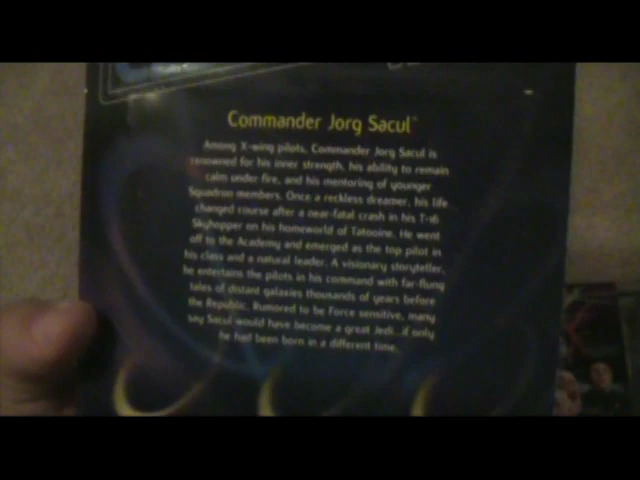 Commander Jorg Sacul™
Among X-wing pilots, Commander Jorg Sacul is
renowned for his inner strength, his ability to remain
calm under fire, and his mentoring of younger
Squadron members. Once a reckless dreamer, his life
changed course after a near-fatal crash in his T-16
Skyhopper on his homeworld of Tatooine. He went
off to the Academy and emerged as the top pilot in
his class and a natural leader. A visionary storyteller,
he entertains the pilots in his command with far-flung
tales of distant galaxies thousands of years before
the Republic. Rumored to be Force sensitive, many
say Sacul would have become a great Jedi...if only
he had been born in a different time.